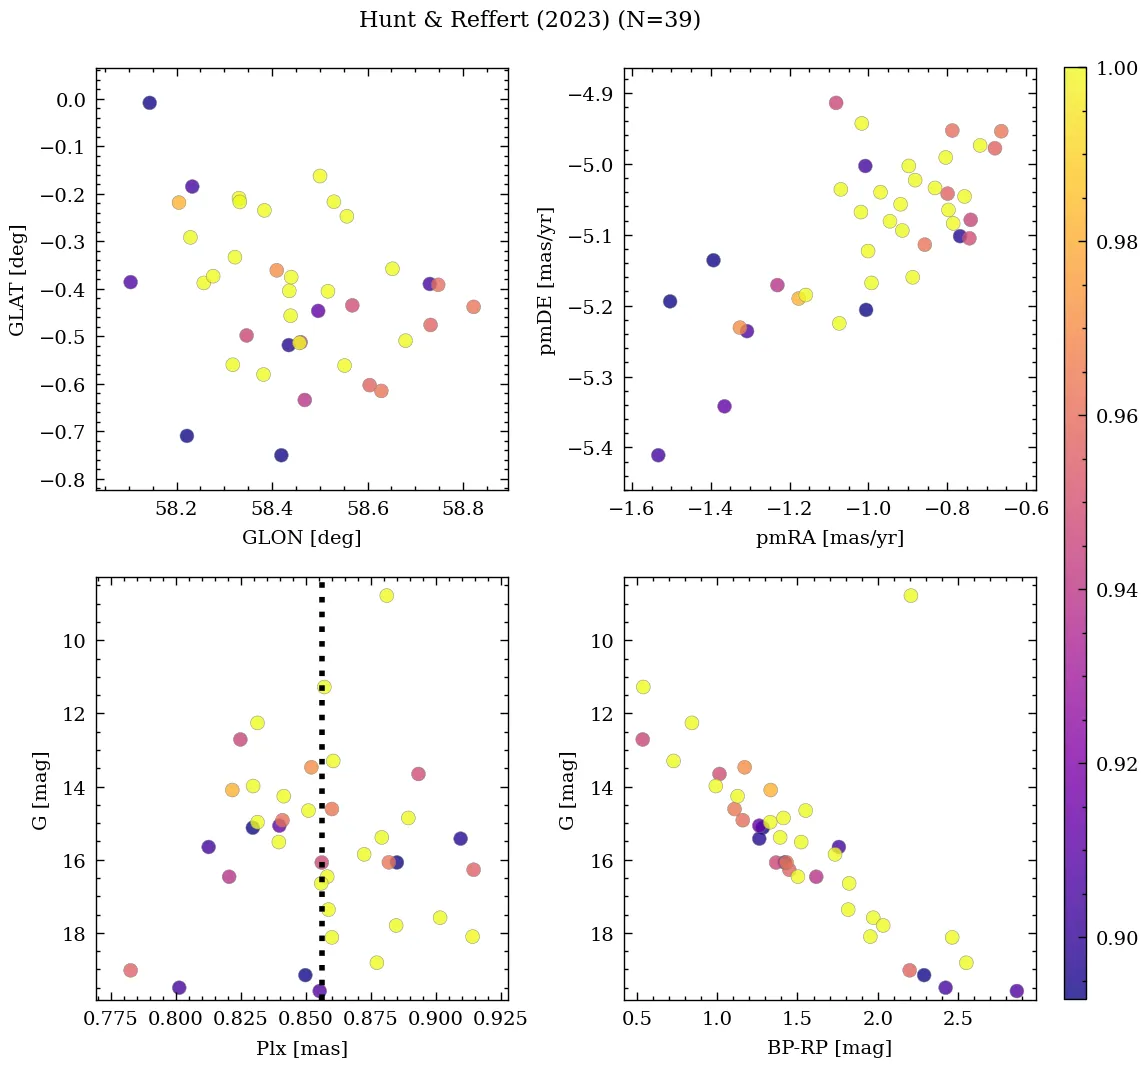 Hunt & Reffert (2023) (N=39)
0.0
−0.1
−0.2
−0.3
−0.4
−0.5
−0.6
−0.7
−0.8
GLAT [deg]
58.2 58.4 58.6 58.8
GLON [deg]
−4.9
−5.0
−5.1
−5.2
−5.3
−5.4
pmDE [mas/yr]
−1.6 −1.4 −1.2 −1.0 −0.8 −0.6
pmRA [mas/yr]
10
12
14
16
18
G [mag]
0.775 0.800 0.825 0.850 0.875 0.900 0.925
Plx [mas]
10
12
14
16
18
G [mag]
0.5 1.0 1.5 2.0 2.5
BP-RP [mag]
1.00
0.98
0.96
0.94
0.92
0.90